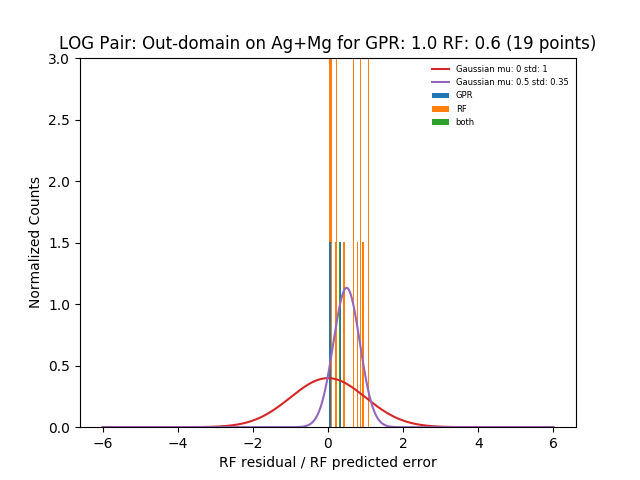 LOG Pair: Out-domain on Ag+Mg for GPR: 1.0 RF: 0.6 (19 points)
Gaussian mu: 0 std: 1
Gaussian mu: 0.5 std: 0.35
GPR
RF
both
Normalized Counts
3.0
2.5
2.0
1.5
1.0
0.5
0.0
−6 −4 −2 0 2 4 6
RF residual / RF predicted error